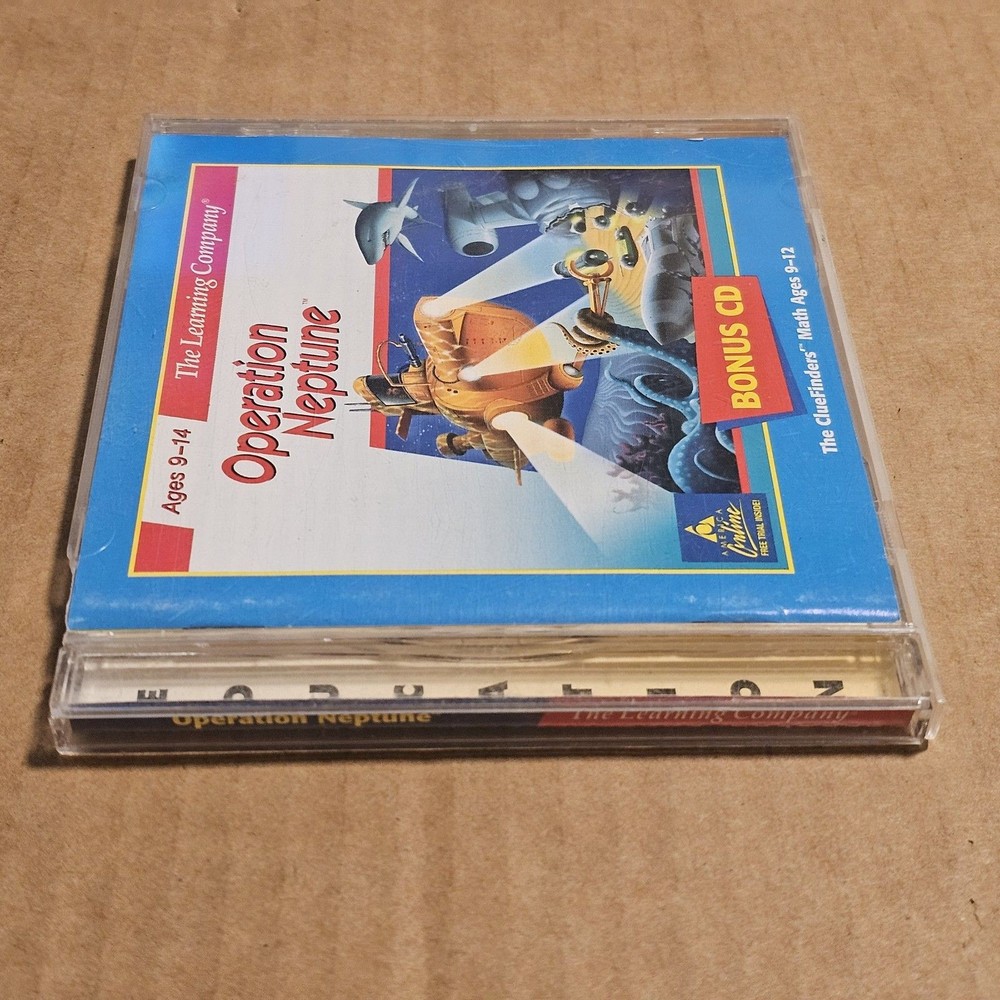 Ages 9–14
The Learning Company®
Operation
Neptune™
BONUS CD
AMERICA
Online
FREE TRIAL INSIDE!
The ClueFinders™ Math Ages 9–12
EDUCATION
Operation Neptune
The Learning Company